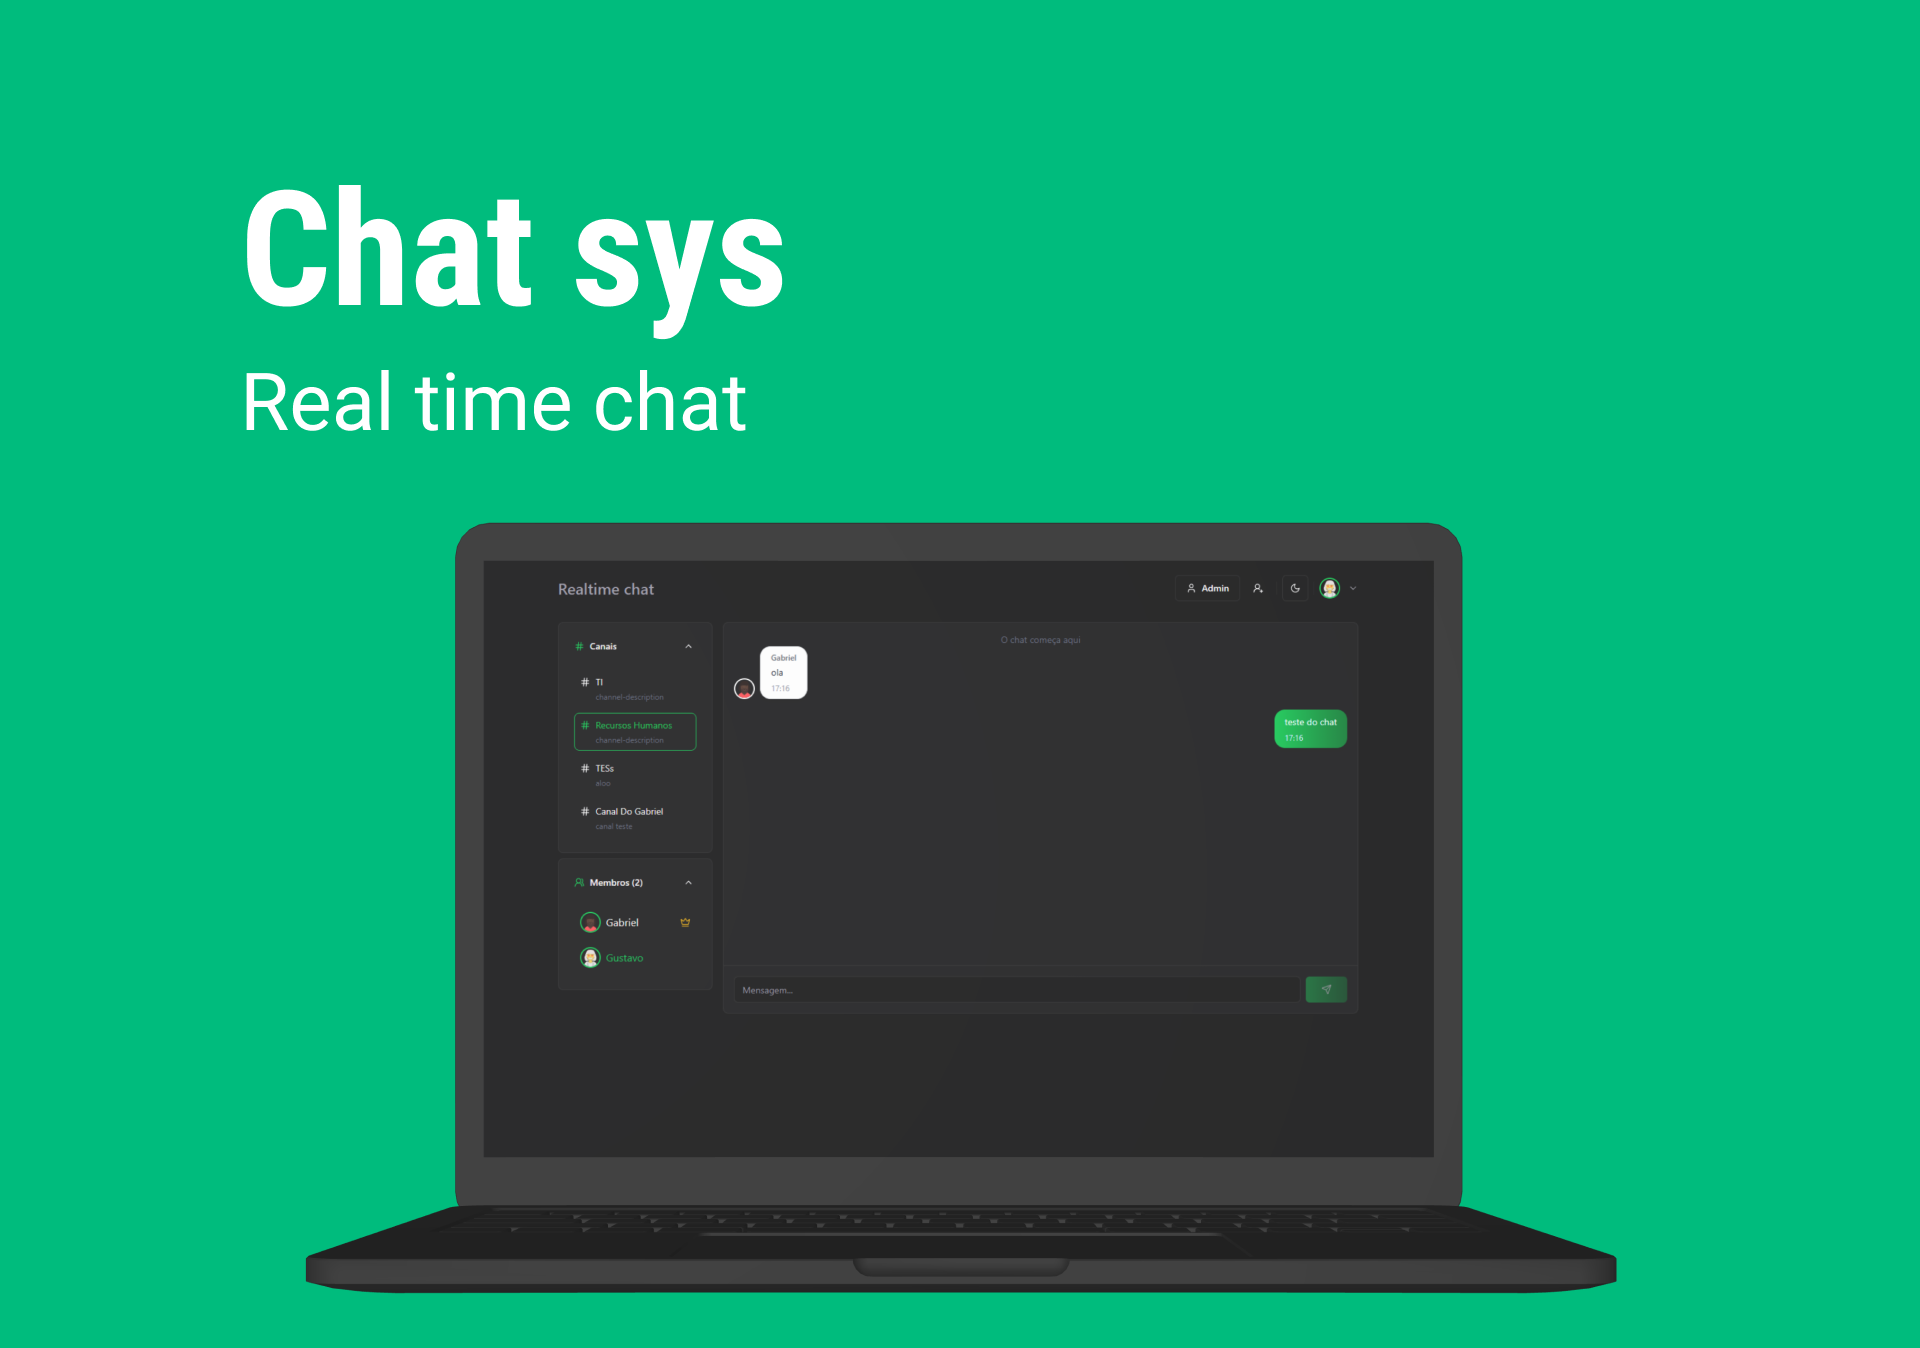 Chat sys
Real time chat
Realtime chat
Admin
Canais
TI
channel-description
Recursos Humanos
channel-description
TESs
aloo
Canal Do Gabriel
canal teste
Membros (2)
Gabriel
Gustavo
O chat começa aqui
Gabriel
ola
17:16
teste do chat
17:16
Mensagem...